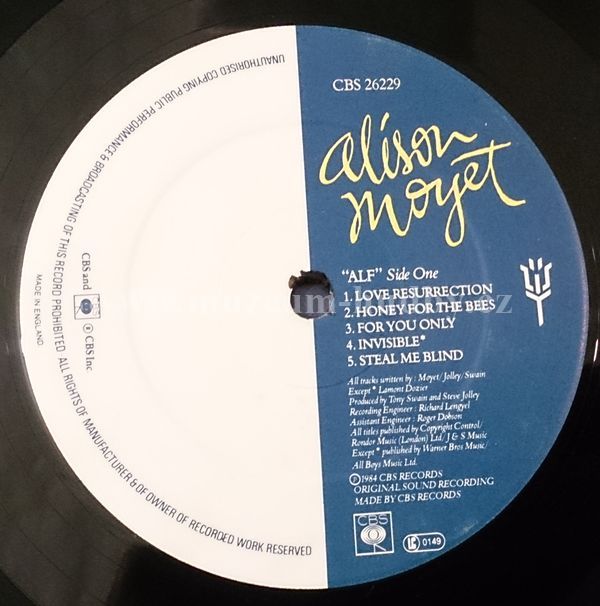 UNAUTHORISED COPYING PUBLIC PERFORMANCE & BROADCASTING OF THIS RECORD PROHIBITED ALL RIGHTS OF MANUFACTURER & OF OWNER OF RECORDED WORK RESERVED
MADE IN ENGLAND
CBS and
℗ CBS Inc
CBS 26229
alison
moyet
"ALF" Side One
1. LOVE RESURRECTION
2. HONEY FOR THE BEES
3. FOR YOU ONLY
4. INVISIBLE*
5. STEAL ME BLIND
All tracks written by : Moyet/Jolley/Swain
Except * Lamont Dozier
Produced by Tony Swain and Steve Jolley
Recording Engineer : Richard Lengyel
Assistant Engineer : Roger Dobson
All titles published by Copyright Control/
Rondor Music (London) Ltd/J & S Music
Except * published by Warner Bros Music/
All Boys Music Ltd.
℗1984 CBS RECORDS
ORIGINAL SOUND RECORDING
MADE BY CBS RECORDS
CBS
LC 0149